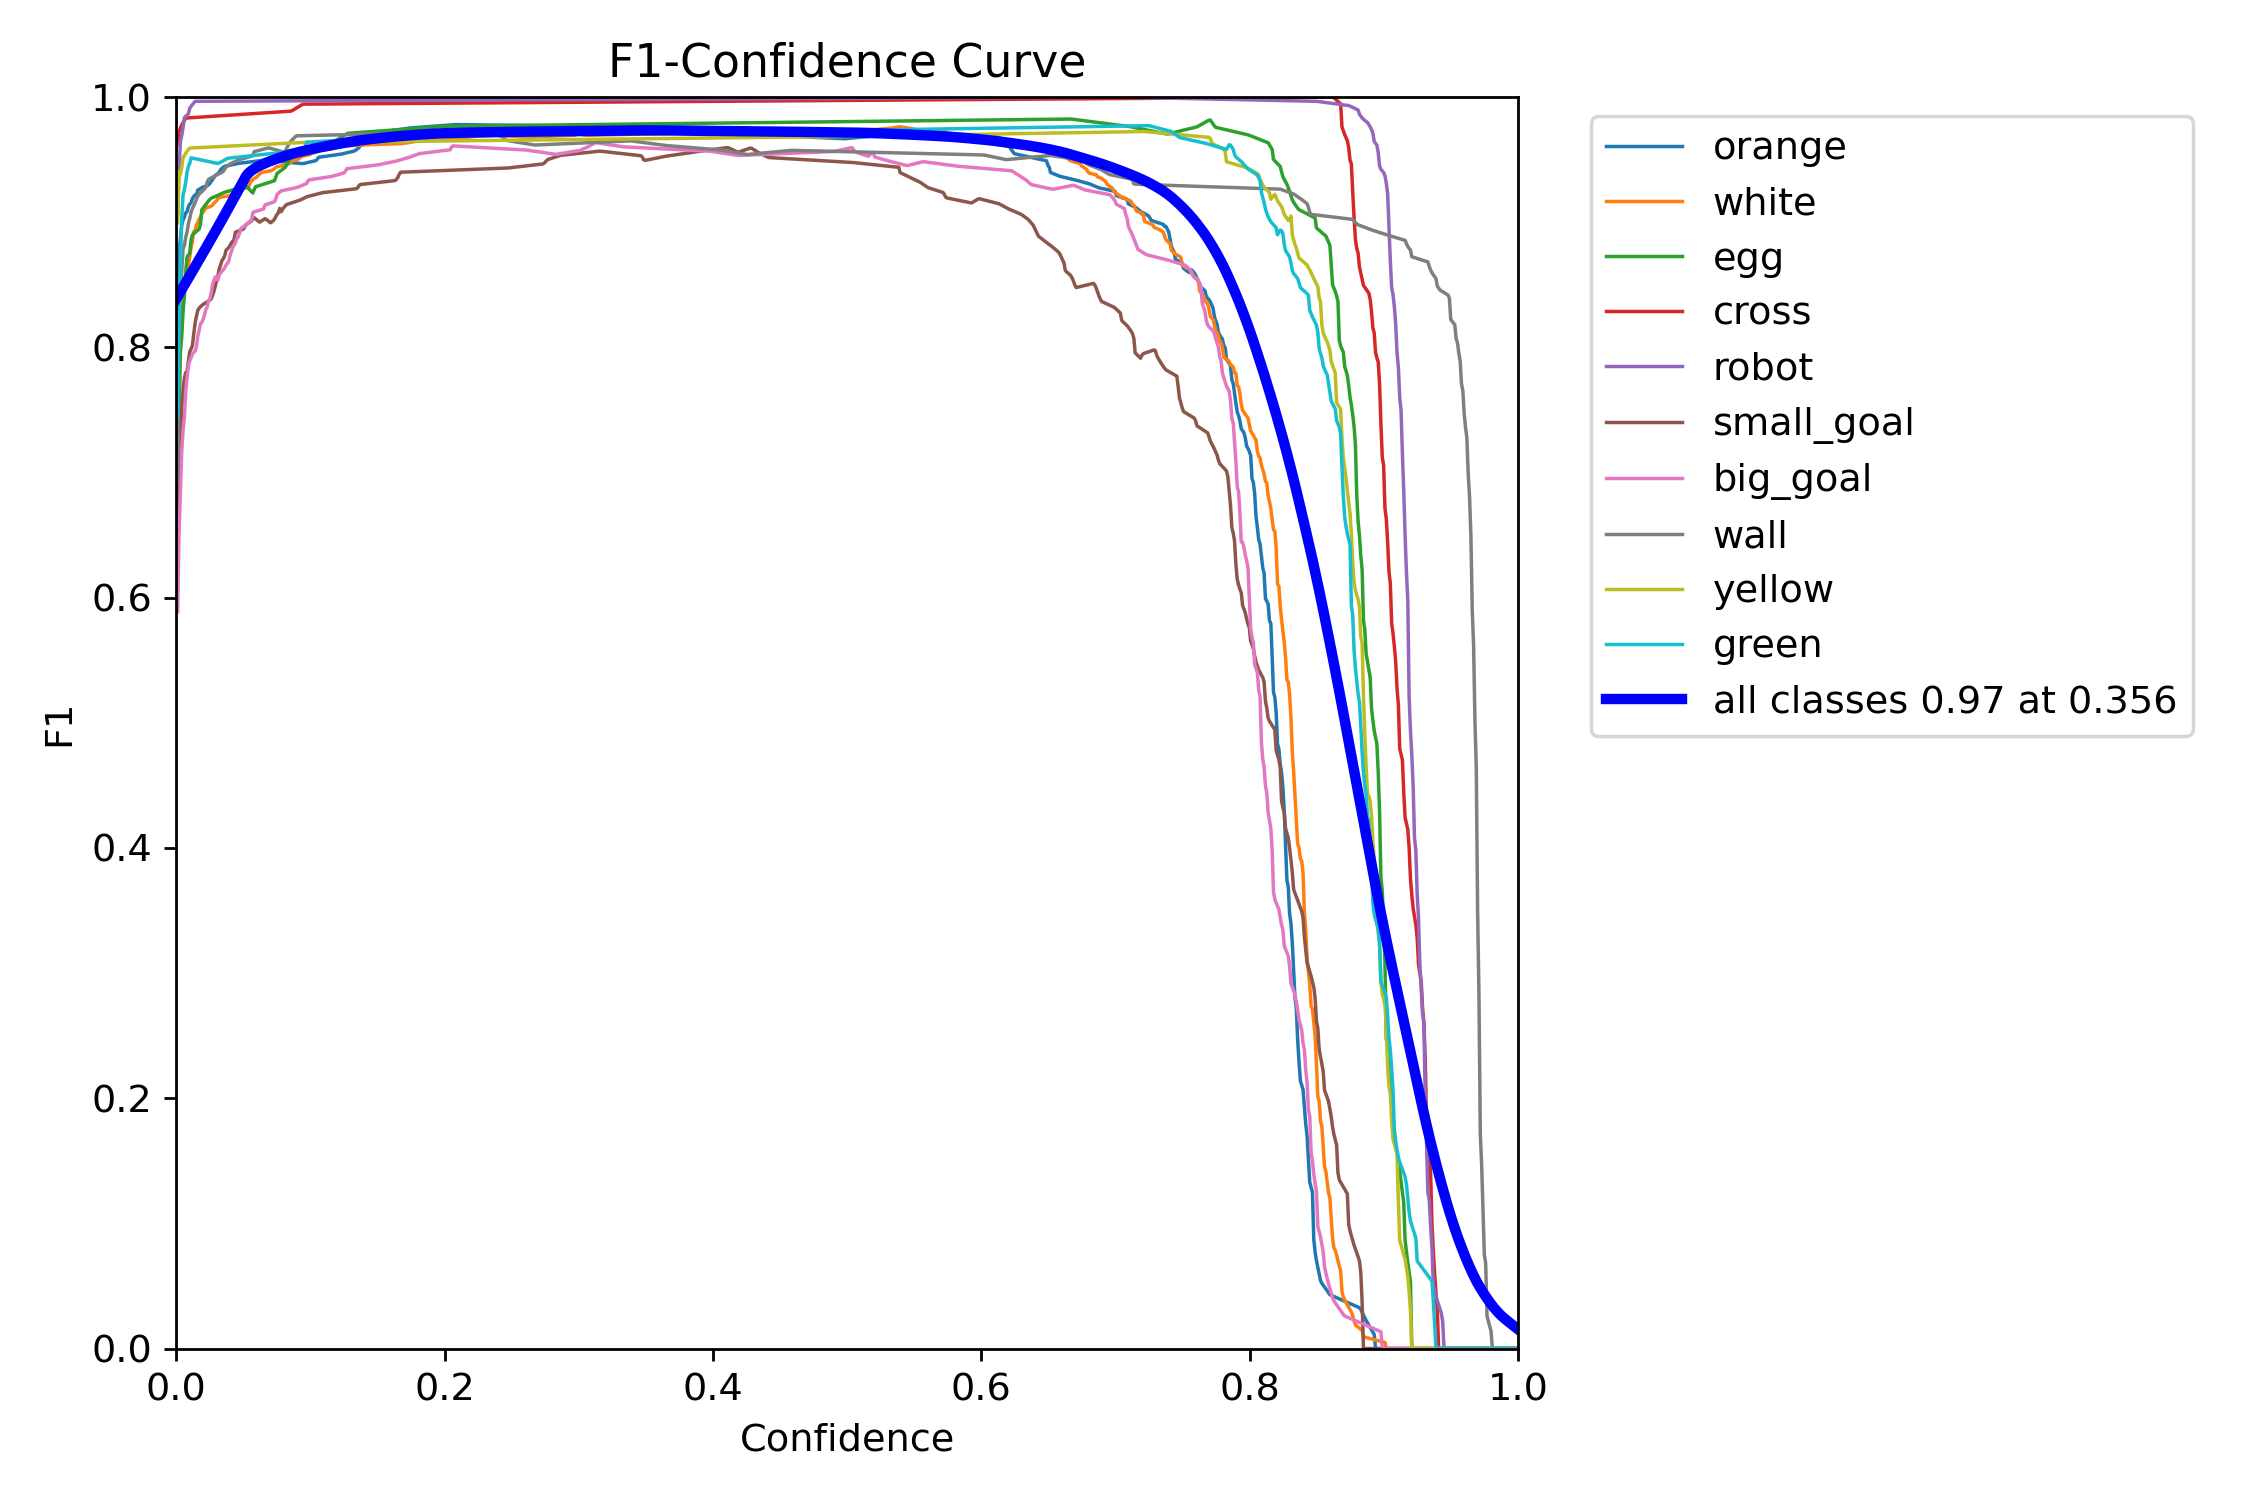 F1-Confidence Curve
1.0
0.8
0.6
0.4
0.2
0.0
F1
0.0 0.2 0.4 0.6 0.8 1.0
Confidence
orange
white
egg
cross
robot
small_goal
big_goal
wall
yellow
green
all classes 0.97 at 0.356